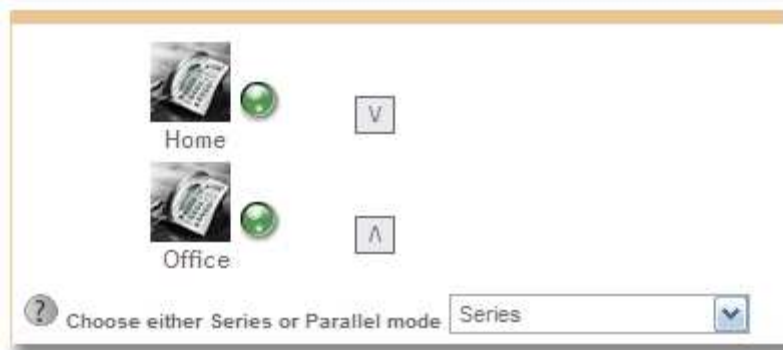 V
Home
Λ
Office
? Choose either Series or Parallel mode Series